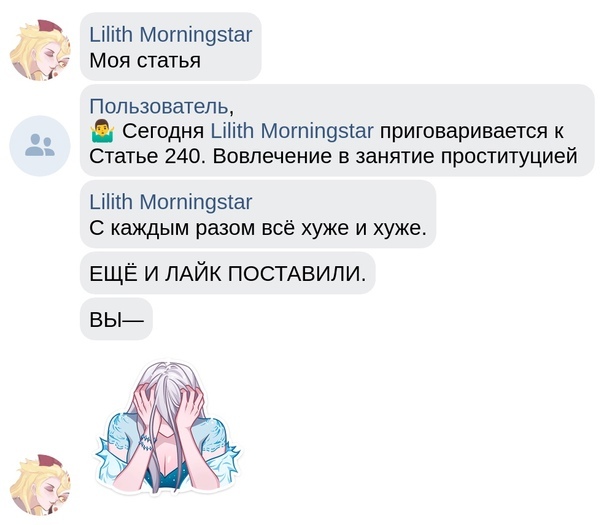 Lilith Morningstar
Моя статья
Пользователь,
🤷‍♂️ Сегодня Lilith Morningstar приговаривается к
Статье 240. Вовлечение в занятие проституцией
Lilith Morningstar
С каждым разом всё хуже и хуже.
ЕЩЁ И ЛАЙК ПОСТАВИЛИ.
ВЫ—